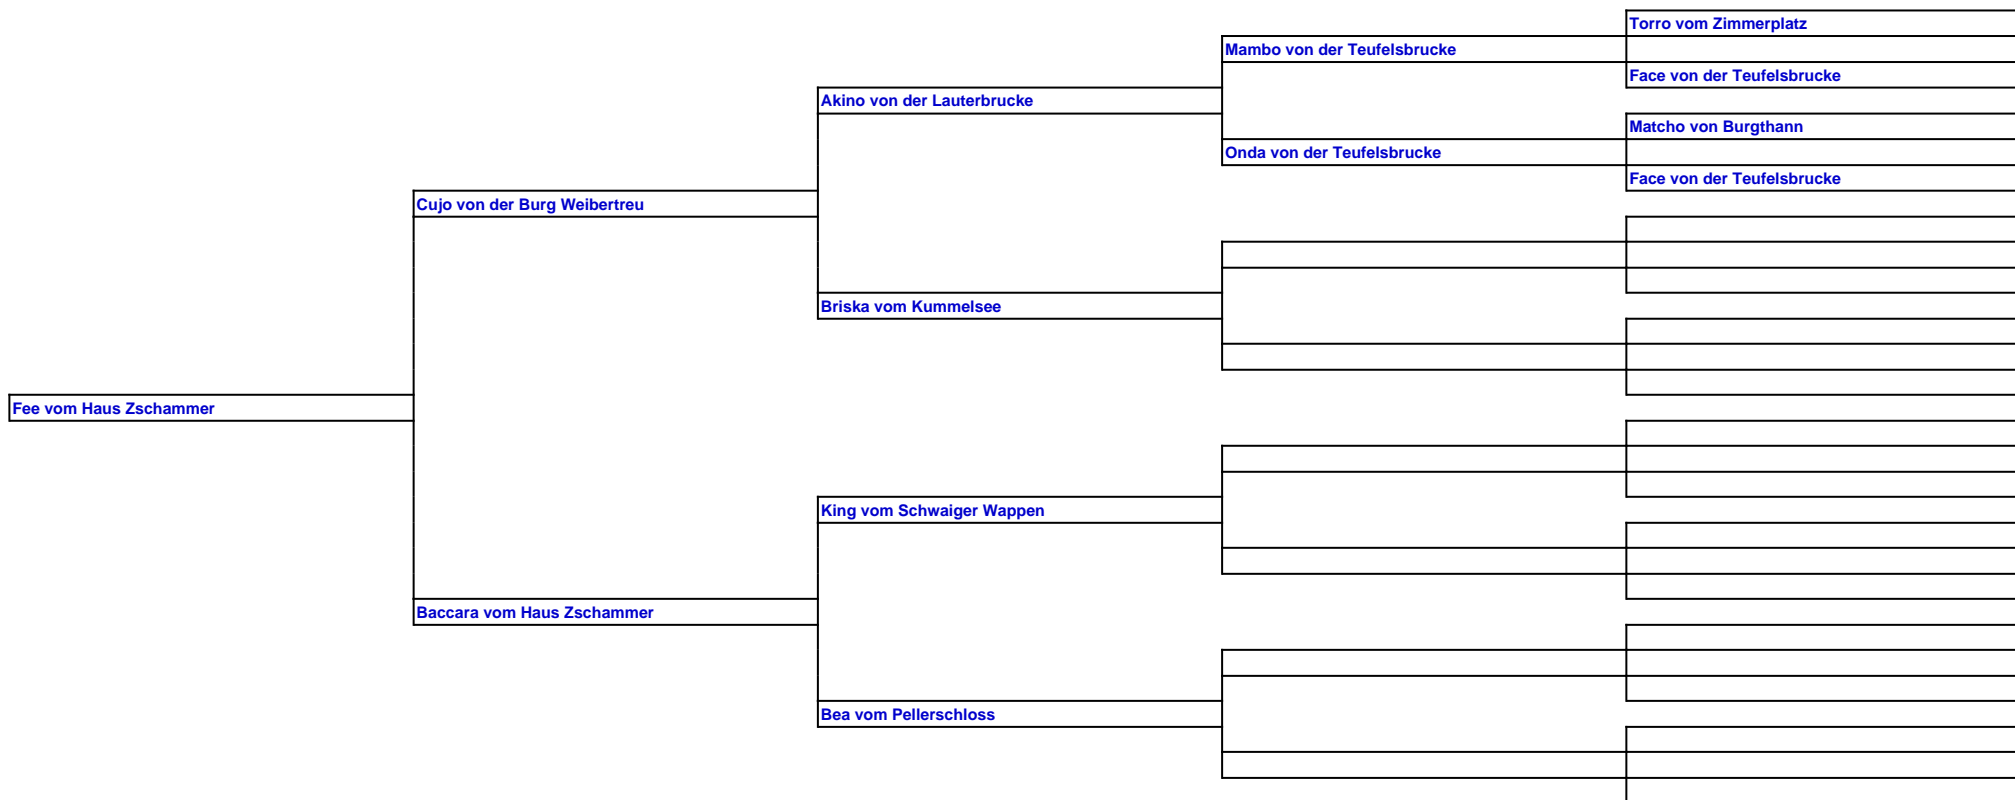 Torro vom Zimmerplatz
Mambo von der Teufelsbrucke
Face von der Teufelsbrucke
Akino von der Lauterbrucke
Matcho von Burgthann
Onda von der Teufelsbrucke
Face von der Teufelsbrucke
Cujo von der Burg Weibertreu
Briska vom Kummelsee
Fee vom Haus Zschammer
King vom Schwaiger Wappen
Baccara vom Haus Zschammer
Bea vom Pellerschloss